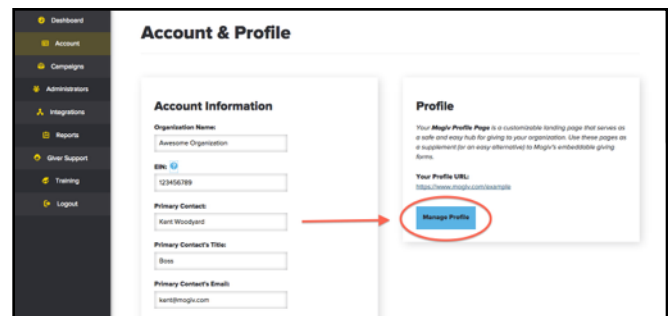 Dashboard
Account
Campaigns
Administrators
Integrations
Reports
Giver Support
Training
Logout
Account & Profile
Account Information
Organization Name:
Awesome Organization
EIN:
123456789
Primary Contact:
Kent Woodyard
Primary Contact's Title:
Boss
Primary Contact's Email:
kent@mogiv.com
Profile
Your Mogiv Profile Page is a customizable landing page that serves as
a safe and easy hub for giving to your organization. Use these pages as
a supplement (or an easy alternative) to Mogiv's embeddable giving
forms.
Your Profile URL:
https://www.mogiv.com/example
Manage Profile